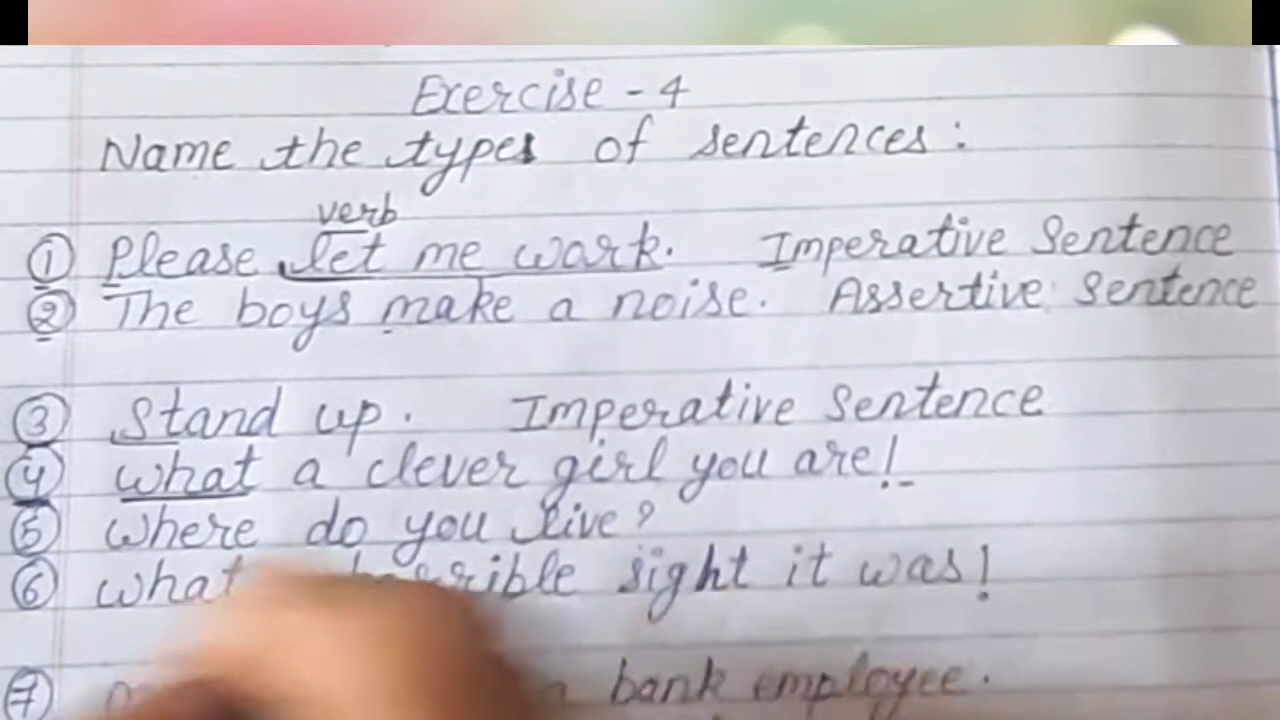 Exercise - 4
Name the types of sentences :
verb
① Please let me wark. Imperative Sentence
② The boys make a noise. Assertive Sentence
③ Stand up. Imperative Sentence
④ what a clever girl you are!
⑤ where do you live?
⑥ what horrible sight it was!
⑦ bank employee.